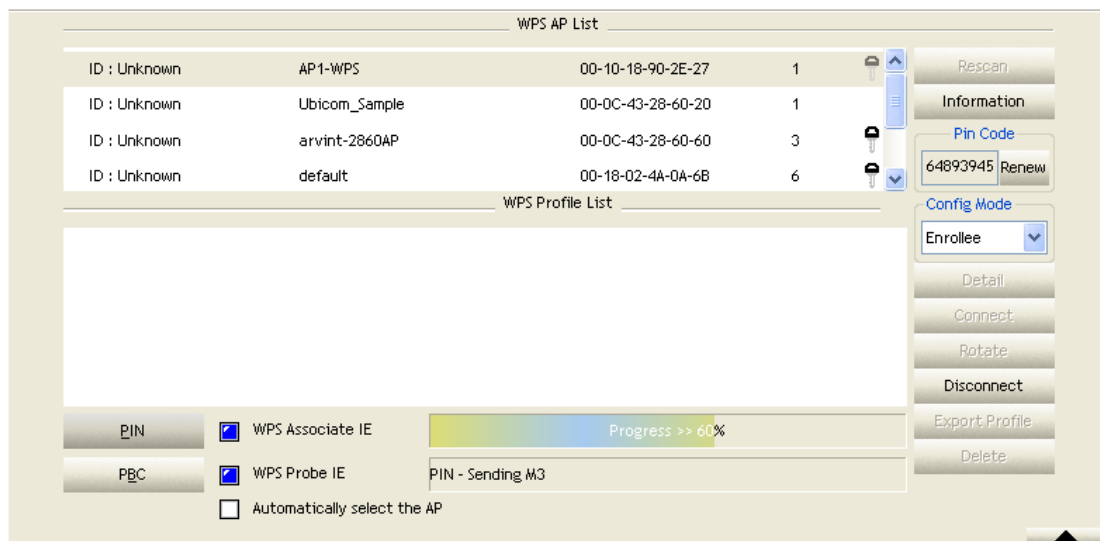 WPS AP List
ID : Unknown AP1-WPS 00-10-18-90-2E-27 1
ID : Unknown Ubicom_Sample 00-0C-43-28-60-20 1
ID : Unknown arvint-2860AP 00-0C-43-28-60-60 3
ID : Unknown default 00-18-02-4A-0A-6B 6
Rescan
Information
Pin Code
64893945 Renew
WPS Profile List
Config Mode
Enrollee
Detail
Connect
Rotate
Disconnect
Export Profile
Delete
PIN WPS Associate IE Progress >> 60%
PBC WPS Probe IE PIN - Sending M3
Automatically select the AP